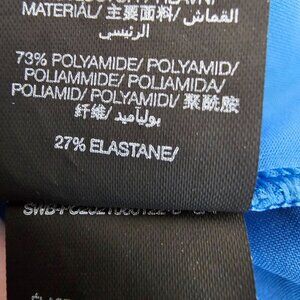 MATERIAL/ 主要面料/ القماش/
الرئيسي
73% POLYAMIDE/ POLYAMID/
POLIAMMIDE/ POLIAMIDA/
POLIAMID/ POLYAMIDI/ 聚酰胺
纤维/ بولياميد/
27% ELASTANE/